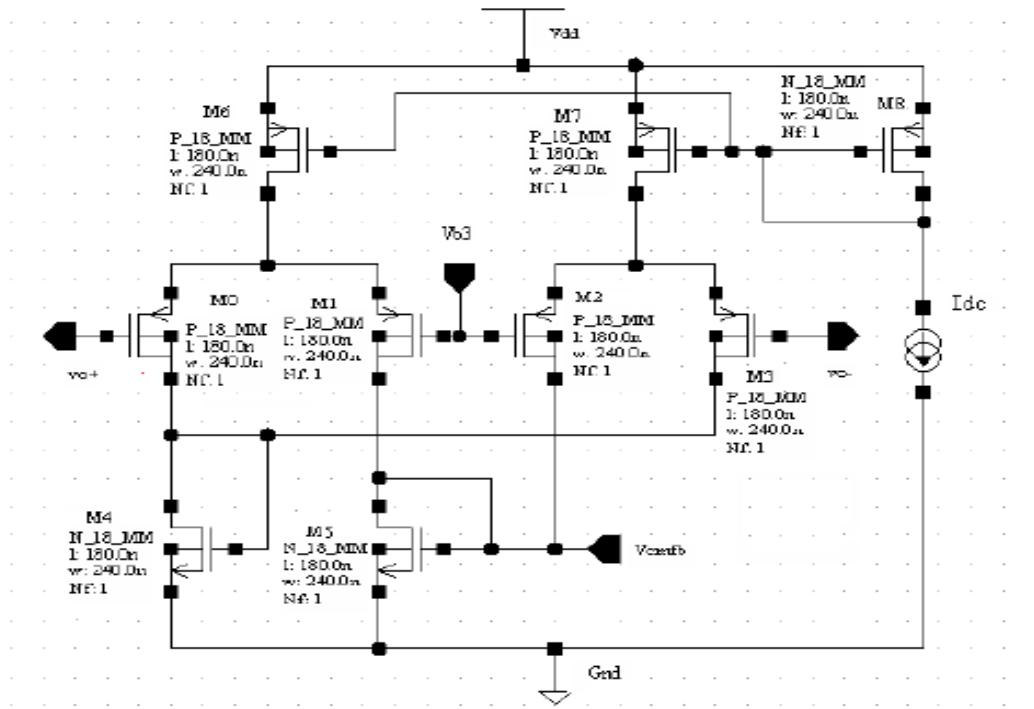 Vdd
M6
P_18_MM
l: 180.0n
w: 240.0n
Nf: 1
M7
P_18_MM
l: 180.0n
w: 240.0n
Nf: 1
N_18_MM
l: 180.0n
w: 240.0n
Nf: 1
M8
Vb3
M0
P_18_MM
l: 180.0n
w: 240.0n
Nf: 1
M1
P_18_MM
l: 180.0n
w: 240.0n
Nf: 1
M2
P_18_MM
l: 180.0n
w: 240.0n
Nf: 1
Idc
vo+
vo-
M3
P_18_MM
l: 180.0n
w: 240.0n
Nf: 1
M4
N_18_MM
l: 180.0n
w: 240.0n
Nf: 1
M5
N_18_MM
l: 180.0n
w: 240.0n
Nf: 1
Vcmfb
Gnd